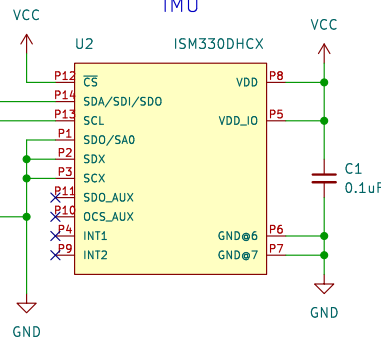 IMU
VCC
U2
ISM330DHCX
VCC
P12
CS
VDD
P8
P14
SDA/SDI/SDO
P13
SCL
VDD_IO
P5
P1
SDO/SA0
P2
SDX
P3
SCX
C1
0.1uF
P11
SDO_AUX
P10
OCS_AUX
P4
INT1
GND@6
P6
P9
INT2
GND@7
P7
GND
GND